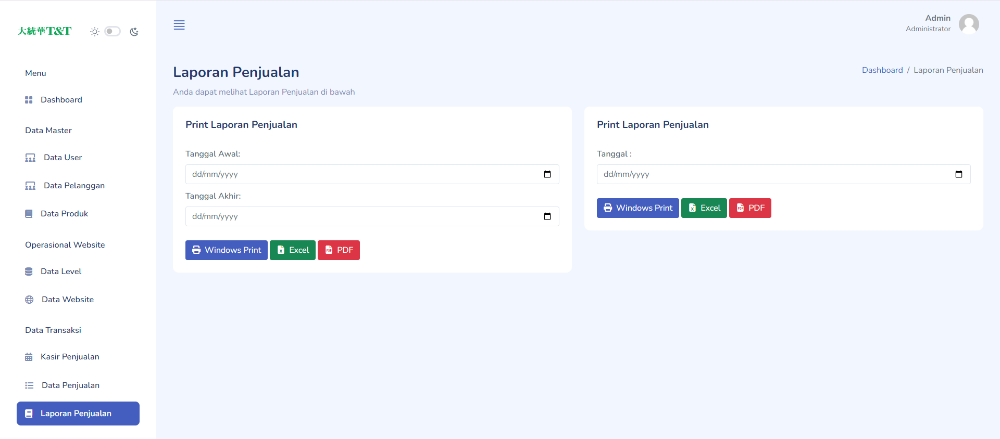 大統華T&T
Menu
Dashboard
Data Master
Data User
Data Pelanggan
Data Produk
Operasional Website
Data Level
Data Website
Data Transaksi
Kasir Penjualan
Data Penjualan
Laporan Penjualan
Admin
Administrator
Laporan Penjualan
Anda dapat melihat Laporan Penjualan di bawah
Dashboard / Laporan Penjualan
Print Laporan Penjualan
Tanggal Awal:
dd/mm/yyyy
Tanggal Akhir:
dd/mm/yyyy
Windows Print Excel PDF
Print Laporan Penjualan
Tanggal :
dd/mm/yyyy
Windows Print Excel PDF